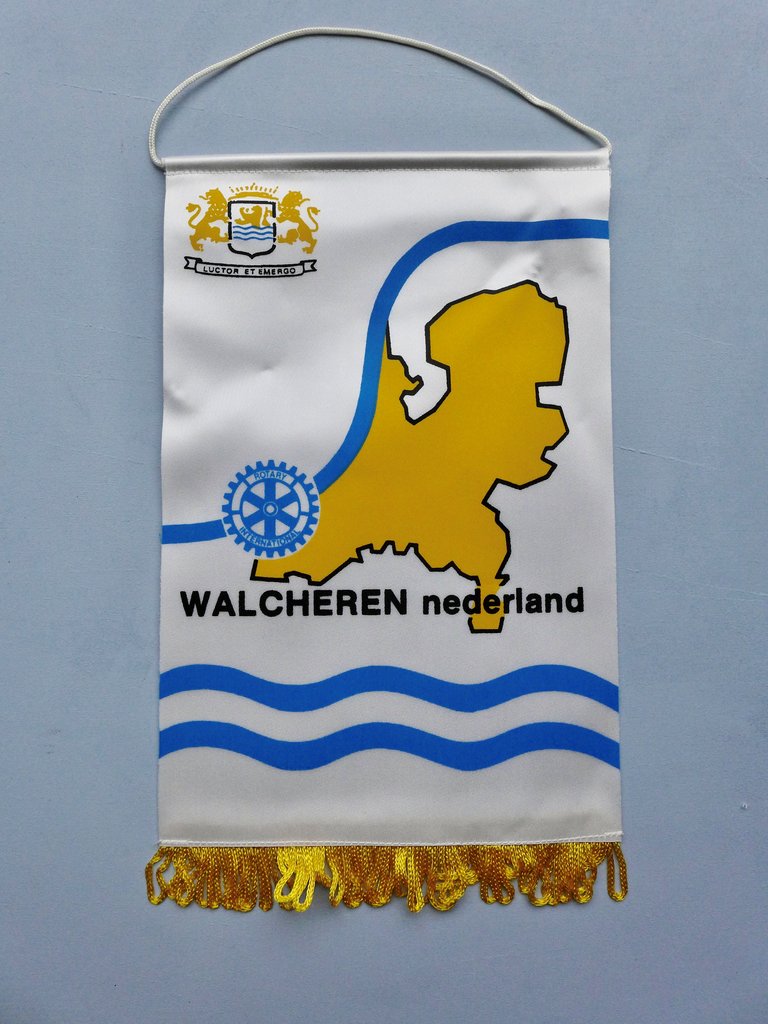 LUCTOR ET EMERGO
ROTARY
INTERNATIONAL
WALCHEREN nederland